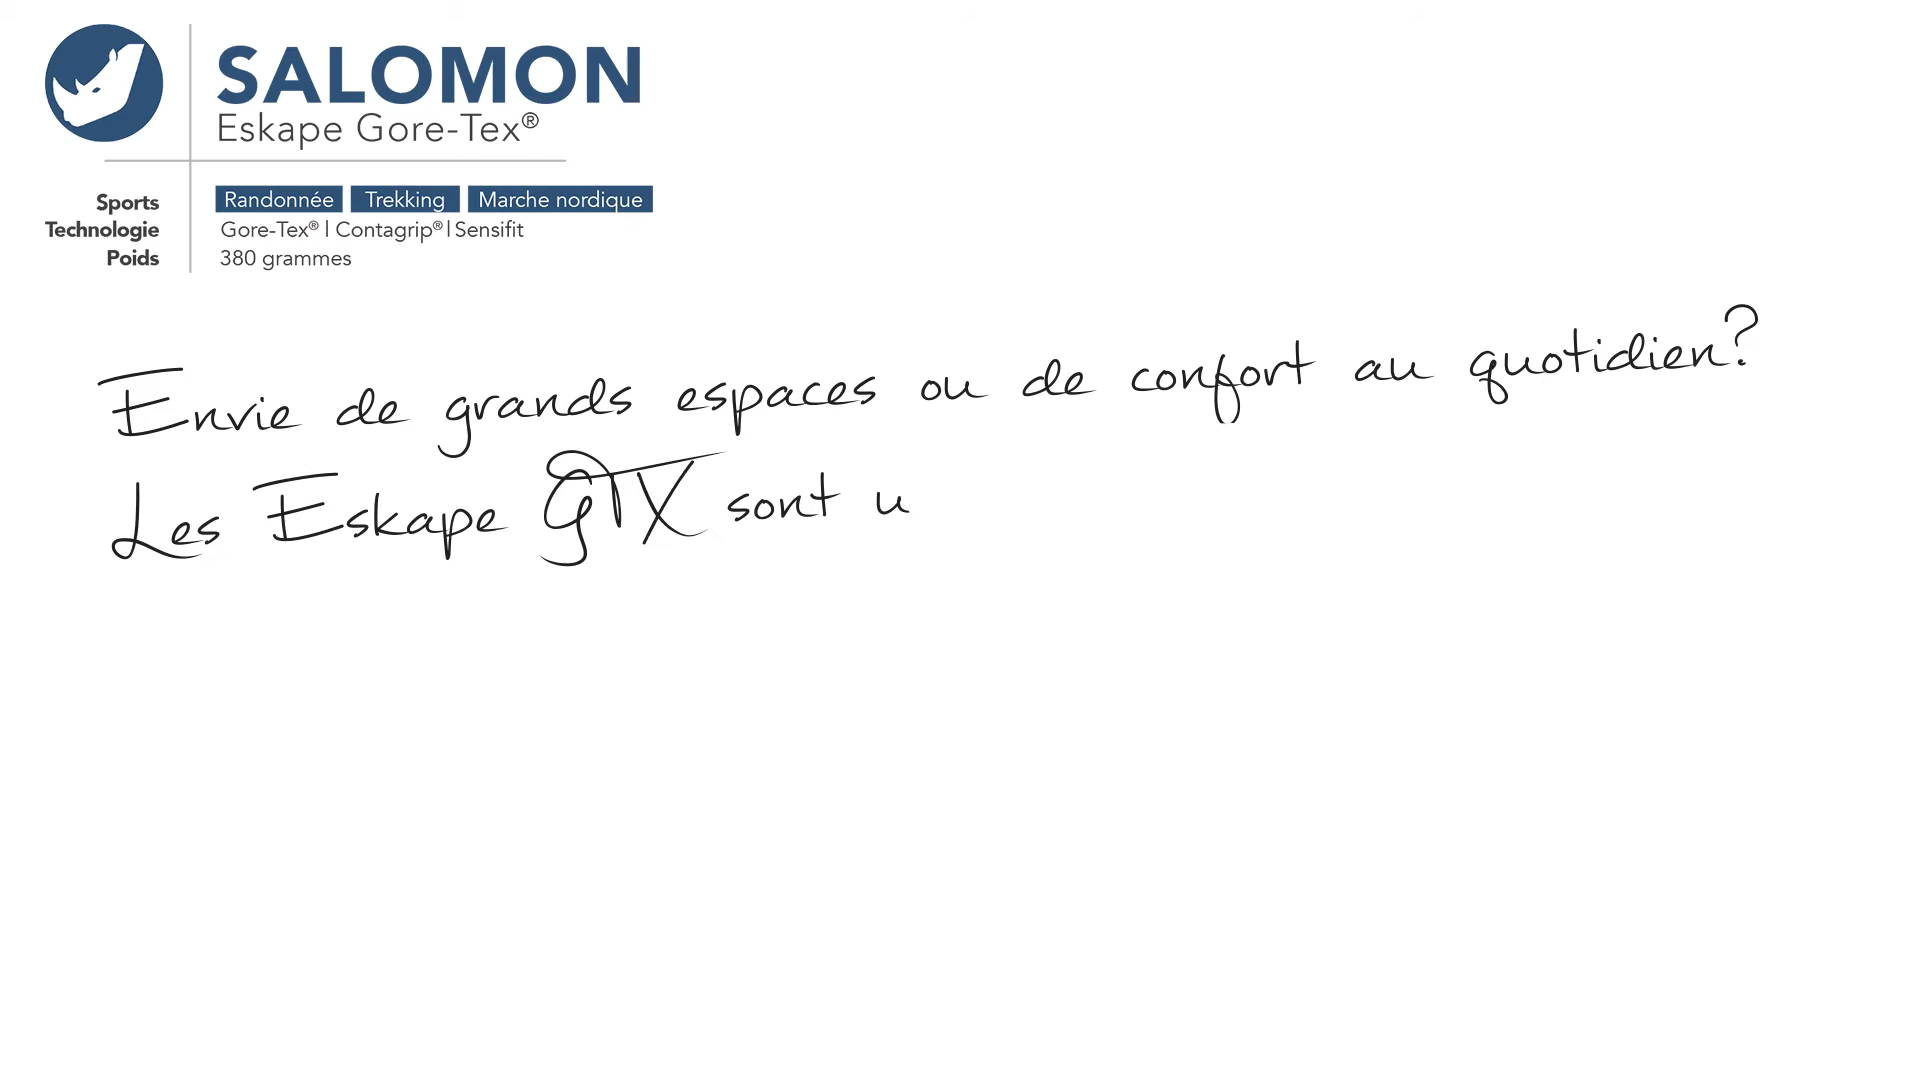 SALOMON
Eskape Gore-Tex®
Sports Randonnée Trekking Marche nordique
Technologie Gore-Tex® | Contagrip® | Sensifit
Poids 380 grammes
Envie de grands espaces ou de confort au quotidien?
Les Eskape GTX sont u